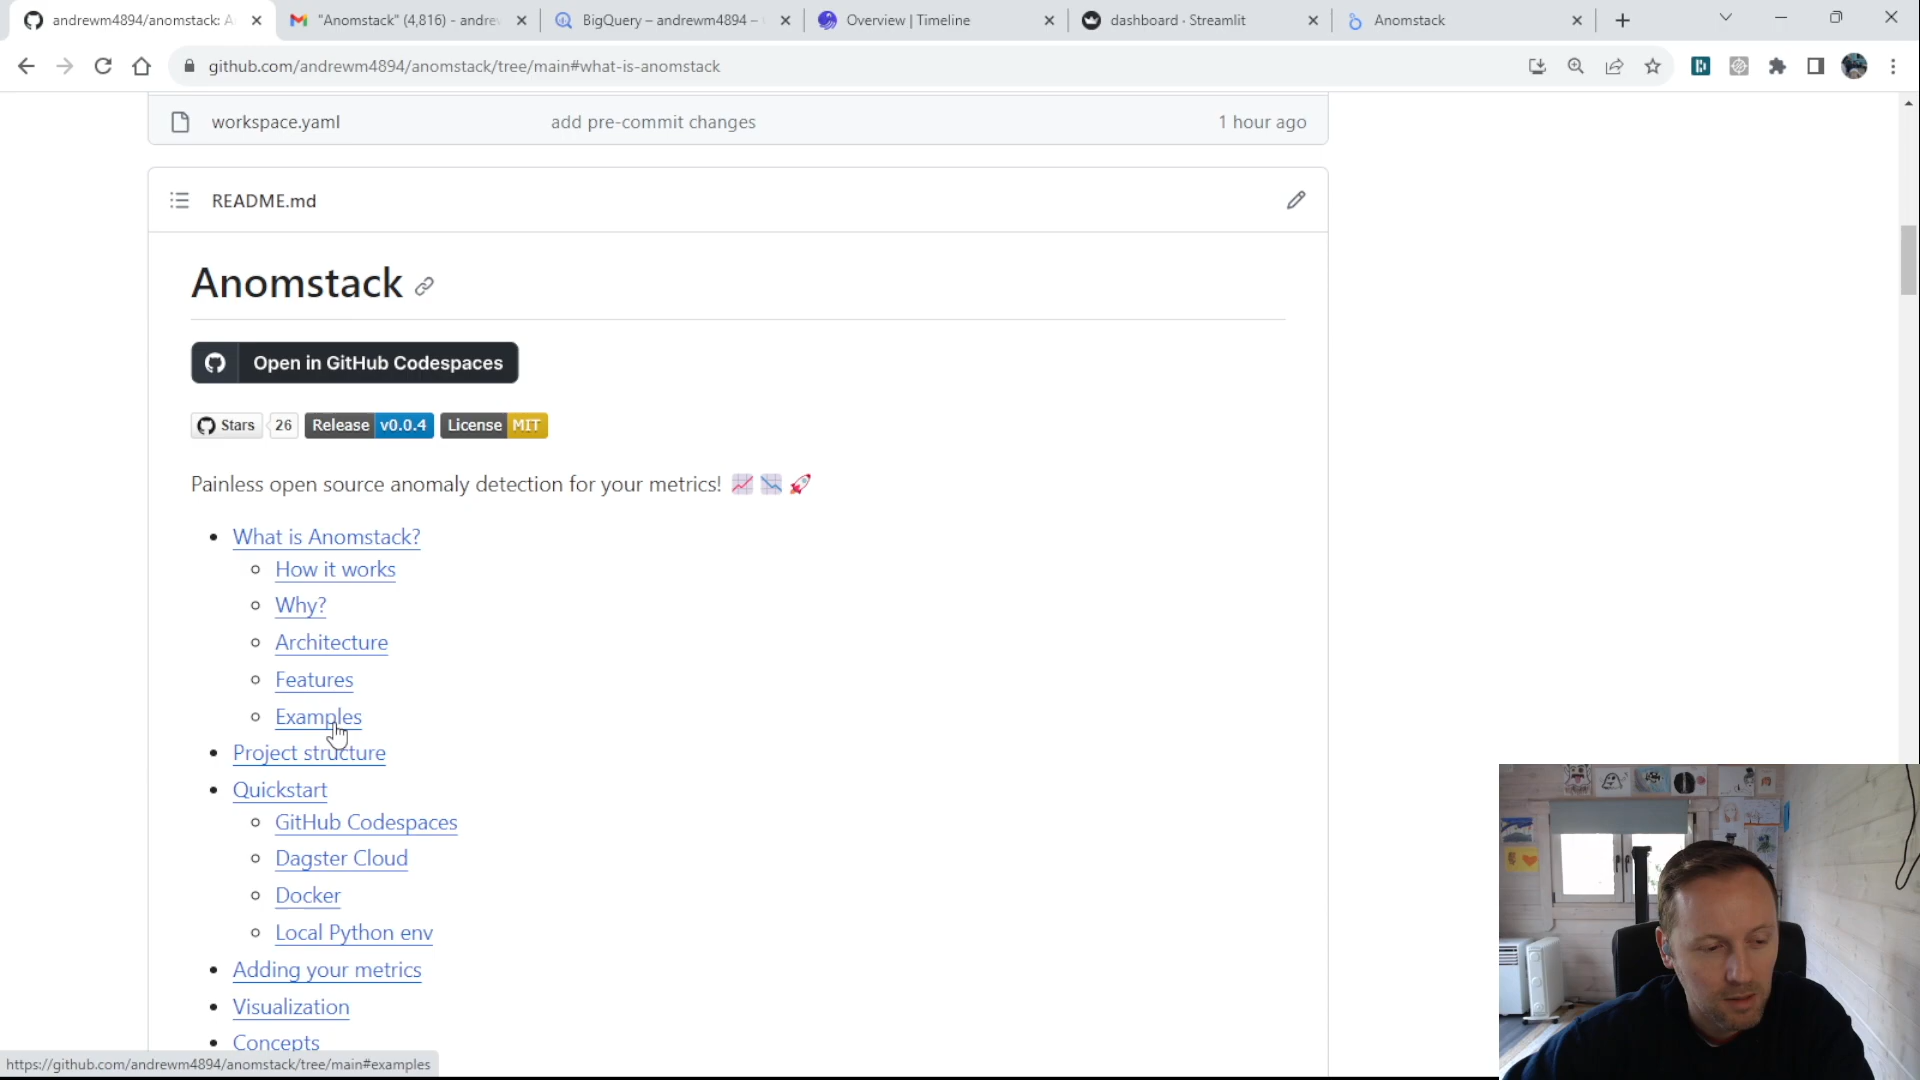 andrewm4894/anomstack: A
"Anomstack" (4,816) - andrew
BigQuery – andrewm4894 –
Overview | Timeline
dashboard · Streamlit
Anomstack
github.com/andrewm4894/anomstack/tree/main#what-is-anomstack
workspace.yaml
add pre-commit changes
1 hour ago
README.md
Anomstack
Open in GitHub Codespaces
Stars 26 Release v0.0.4 License MIT
Painless open source anomaly detection for your metrics! 📈 📉 🚀
What is Anomstack?
How it works
Why?
Architecture
Features
Examples
Project structure
Quickstart
GitHub Codespaces
Dagster Cloud
Docker
Local Python env
Adding your metrics
Visualization
Concepts
https://github.com/andrewm4894/anomstack/tree/main#examples